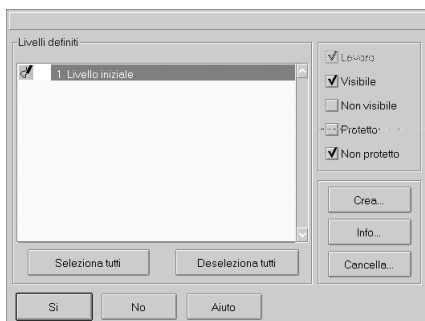 Livelli definiti
1 Livello iniziale
Seleziona tutti
Deseleziona tutti
Lavoro
Visibile
Non visibile
Protetto
Non protetto
Crea...
Info...
Cancella...
Si
No
Aiuto